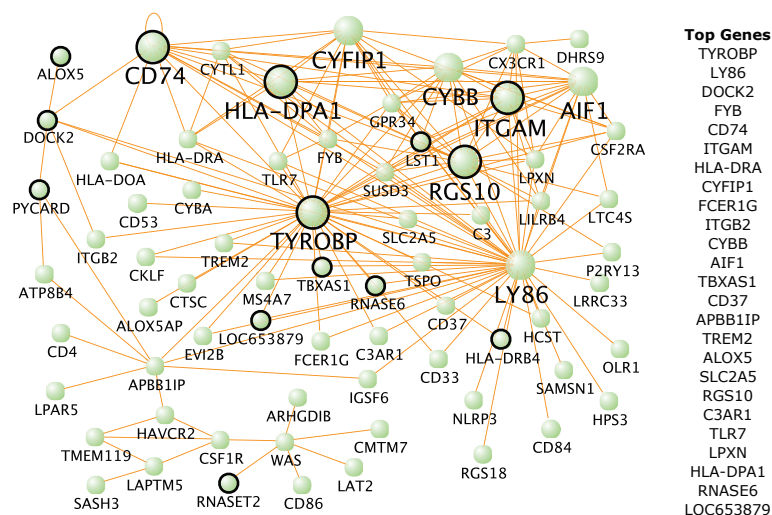 CYFIP1
CX3CR1
DHRS9
ALOX5
CD74
CYTL1
HLA-DPA1
CYBB
ITGAM
AIF1
GPR34
DOCK2
HLA-DRA
FYB
LST1
CSF2RA
HLA-DOA
TLR7
SUSD3
RGS10
LPXN
PYCARD
CD53
CYBA
TYROBP
SLC2A5
C3
LILRB4
LTC4S
ITGB2
CKLF
TREM2
TBXAS1
TSPO
LY86
P2RY13
ATP8B4
CTSC
MS4A7
RNASE6
LRRC33
ALOX5AP
LOC653879
CD37
HCST
CD4
EVI2B
FCER1G
C3AR1
CD33
HLA-DRB4
OLR1
APBB1IP
IGSF6
SAMSN1
LPAR5
ARHGDIB
NLRP3
HPS3
HAVCR2
TMEM119
CSF1R
WAS
CMTM7
CD84
RGS18
SASH3
LAPTM5
RNASET2
CD86
LAT2
Top Genes
TYROBP
LY86
DOCK2
FYB
CD74
ITGAM
HLA-DRA
CYFIP1
FCER1G
ITGB2
CYBB
AIF1
TBXAS1
CD37
APBB1IP
TREM2
ALOX5
SLC2A5
RGS10
C3AR1
TLR7
LPXN
HLA-DPA1
RNASE6
LOC653879